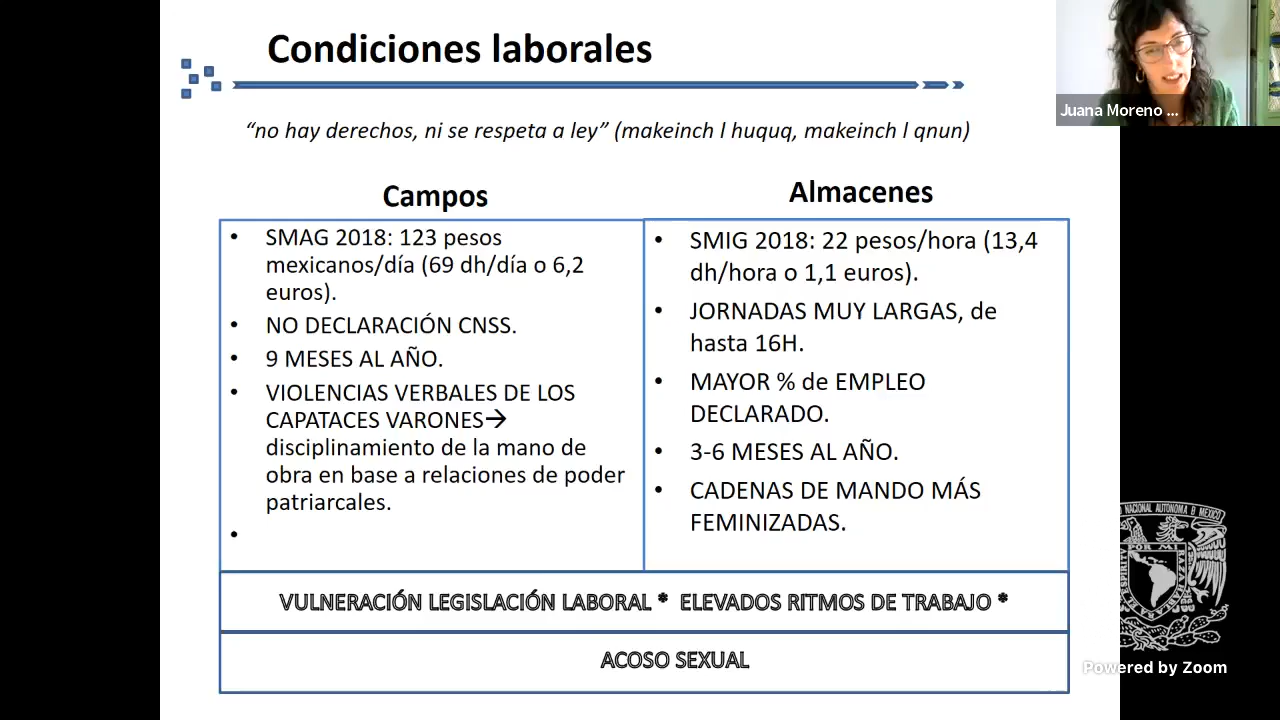 Condiciones laborales
Juana Moreno ...
“no hay derechos, ni se respeta a ley” (makeinch l huquq, makeinch l qnun)
Campos
• SMAG 2018: 123 pesos
mexicanos/día (69 dh/día o 6,2
euros).
• NO DECLARACIÓN CNSS.
• 9 MESES AL AÑO.
• VIOLENCIAS VERBALES DE LOS
CAPATACES VARONES→
disciplinamiento de la mano de
obra en base a relaciones de poder
patriarcales.
•
Almacenes
• SMIG 2018: 22 pesos/hora (13,4
dh/hora o 1,1 euros).
• JORNADAS MUY LARGAS, de
hasta 16H.
• MAYOR % de EMPLEO
DECLARADO.
• 3-6 MESES AL AÑO.
• CADENAS DE MANDO MÁS
FEMINIZADAS.
VULNERACIÓN LEGISLACIÓN LABORAL * ELEVADOS RITMOS DE TRABAJO *
ACOSO SEXUAL
NACIONAL AUTÓNOMA
POR MI RAZA
Powered by Zoom